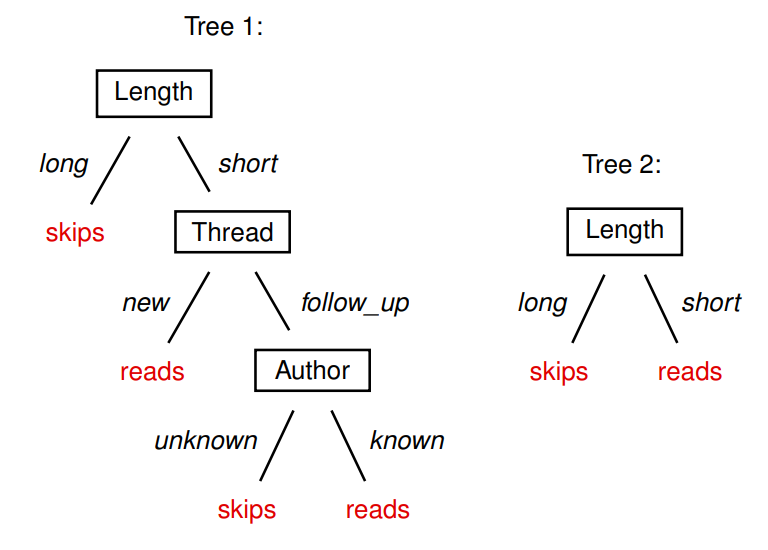 Tree 1:
Length
long
short
skips
Thread
new
follow_up
reads
Author
unknown
known
skips
reads
Tree 2:
Length
long
short
skips
reads